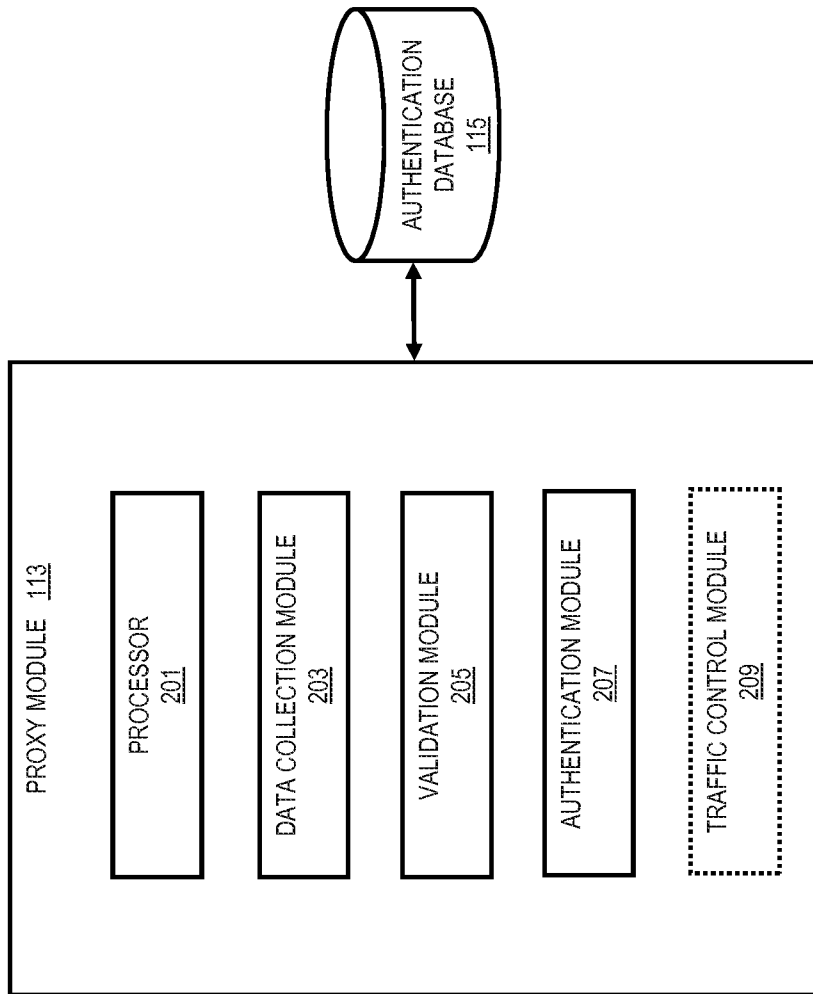 PROXY MODULE 113
PROCESSOR
201
DATA COLLECTION MODULE
203
VALIDATION MODULE
205
AUTHENTICATION MODULE
207
TRAFFIC CONTROL MODULE
209
AUTHENTICATION
DATABASE
115